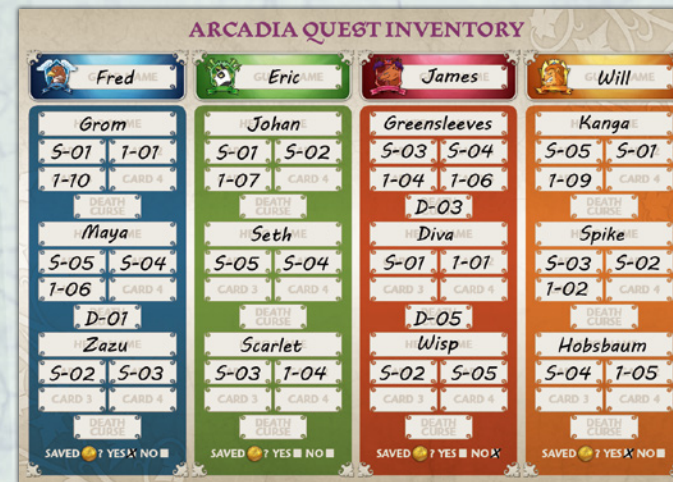 ARCADIA QUEST INVENTORY
Fred
Eric
James
Will
Grom
S-01 1-01
1-10 CARD 4
DEATH CURSE
Maya
S-05 S-04
1-06 CARD 4
D-01
Zazu
S-02 S-03
CARD 3 CARD 4
DEATH CURSE
SAVED ? YES X NO
Johan
S-01 S-02
1-07 CARD 4
DEATH CURSE
Seth
S-05 S-04
CARD 3 CARD 4
DEATH CURSE
Scarlet
S-03 1-04
CARD 3 CARD 4
DEATH CURSE
SAVED ? YES NO
Greensleeves
S-03 S-04
1-04 1-06
D-03
Diva
S-01 1-01
CARD 3 CARD 4
D-05
Wisp
S-02 S-05
CARD 3 CARD 4
DEATH CURSE
SAVED ? YES NO X
Kanga
S-05 S-01
1-09 CARD 4
DEATH CURSE
Spike
S-03 S-02
1-02 CARD 4
DEATH CURSE
Hobsbaum
S-04 1-05
CARD 3 CARD 4
DEATH CURSE
SAVED ? YES X NO